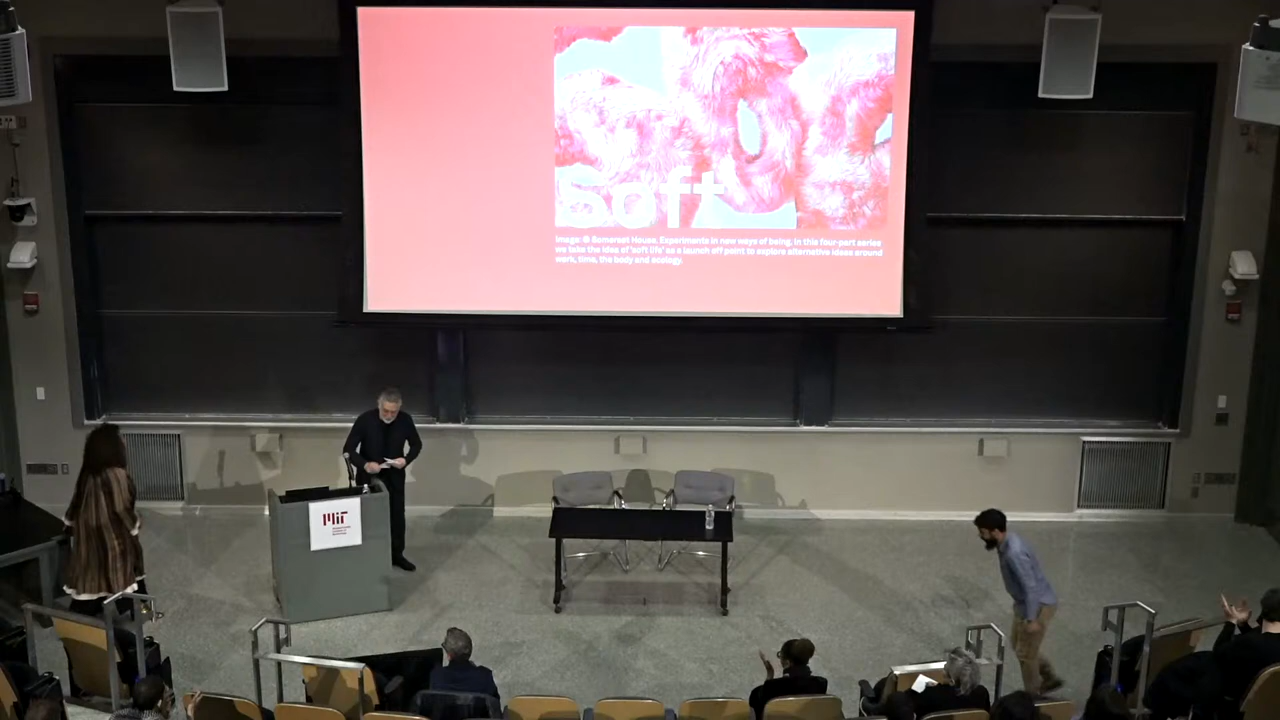 Soft
Image: © Somerset House. Experiments in new ways of being, in this four-part series
we take the idea of 'soft life' as a launch off point to explore alternative ideas around
work, time, the body and ecology.
MIT